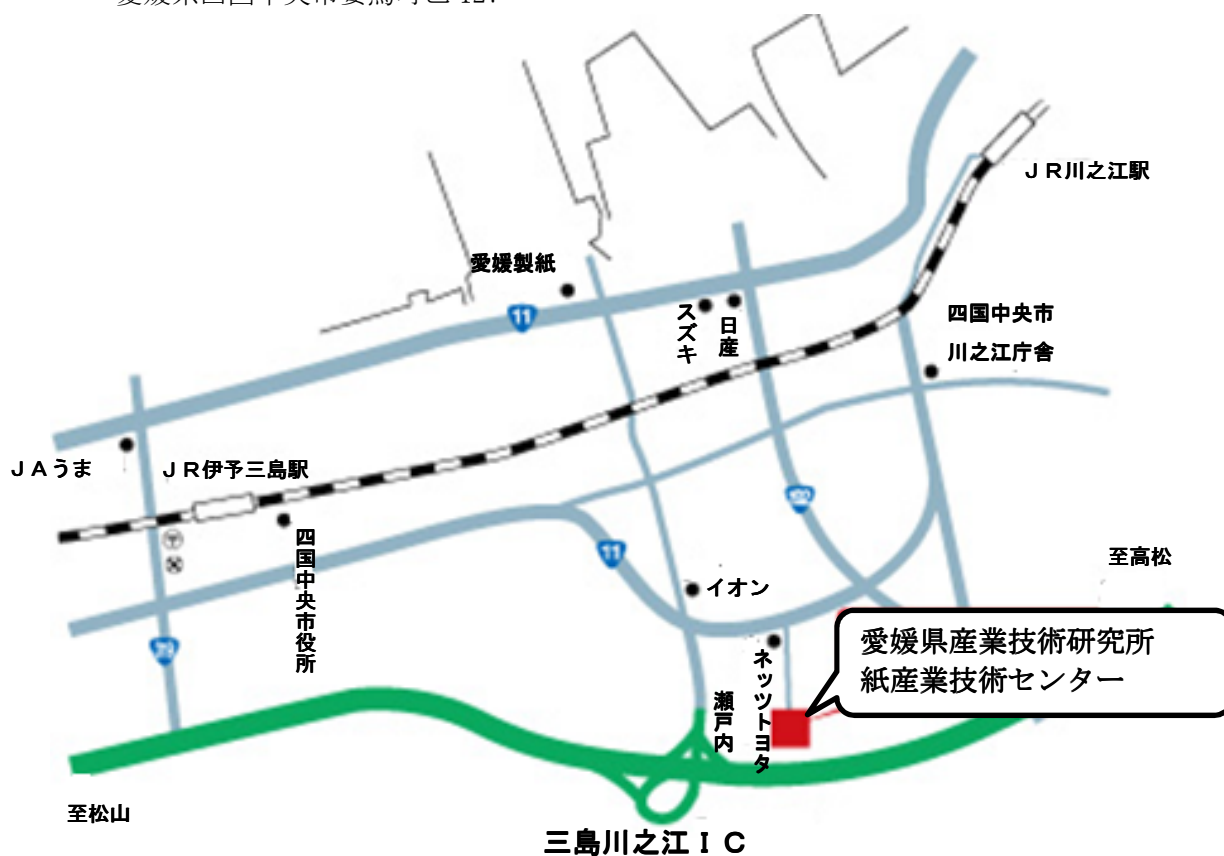 ＪＲ川之江駅
愛媛製紙
11
スズキ
日産
四国中央市
川之江庁舎
ＪＡうま
ＪＲ伊予三島駅
四国中央市役所
11
イオン
至高松
愛媛県産業技術研究所
紙産業技術センター
ネッツトヨタ
瀬戸内
至松山
三島川之江ＩＣ